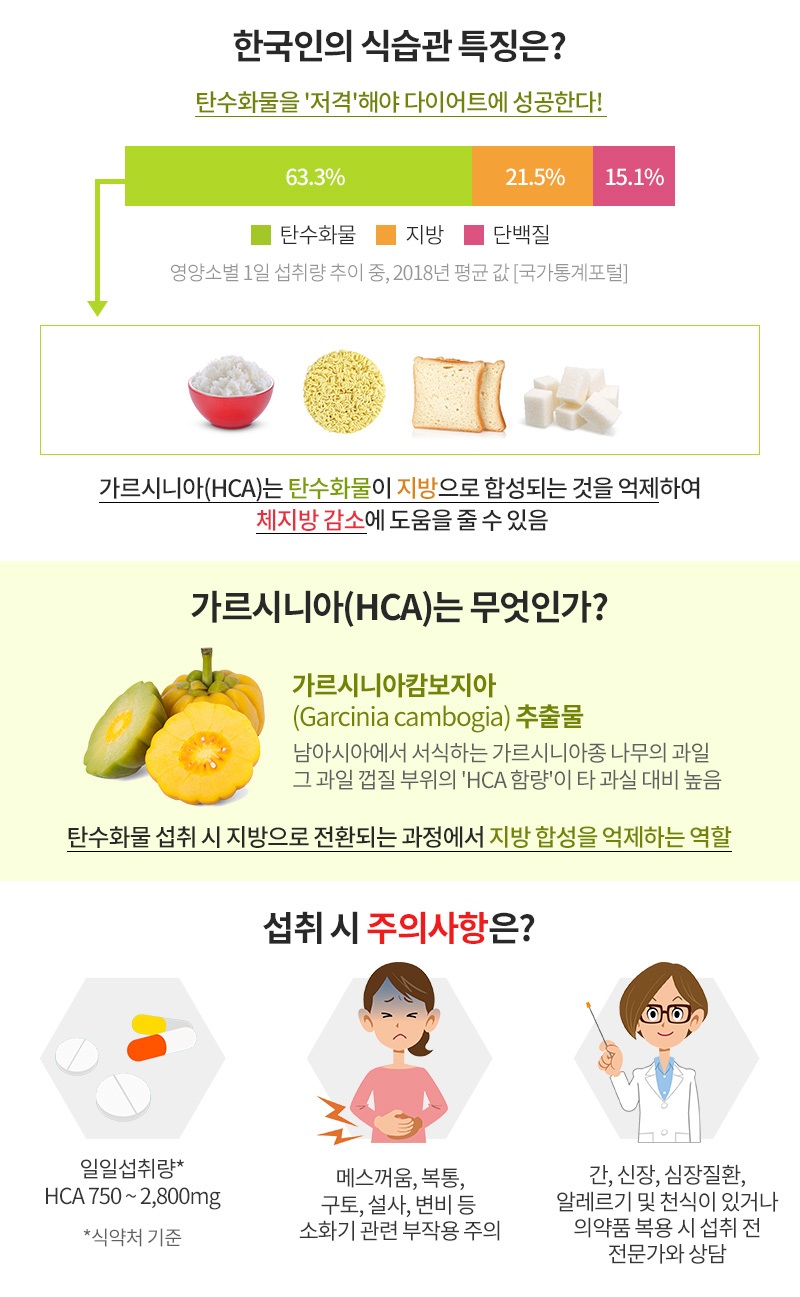 한국인의 식습관 특징은?
탄수화물을 '저격'해야 다이어트에 성공한다!
63.3% 21.5% 15.1%
탄수화물 지방 단백질
영양소별 1일 섭취량 추이 중, 2018년 평균 값 [국가통계포털]
가르시니아(HCA)는 탄수화물이 지방으로 합성되는 것을 억제하여
체지방 감소에 도움을 줄 수 있음
가르시니아(HCA)는 무엇인가?
가르시니아캄보지아
(Garcinia cambogia) 추출물
남아시아에서 서식하는 가르시니아종 나무의 과일
그 과일 껍질 부위의 'HCA 함량'이 타 과실 대비 높음
탄수화물 섭취 시 지방으로 전환되는 과정에서 지방 합성을 억제하는 역할
섭취 시 주의사항은?
일일섭취량*
HCA 750 ~ 2,800mg
*식약처 기준
메스꺼움, 복통,
구토, 설사, 변비 등
소화기 관련 부작용 주의
간, 신장, 심장질환,
알레르기 및 천식이 있거나
의약품 복용 시 섭취 전
전문가와 상담